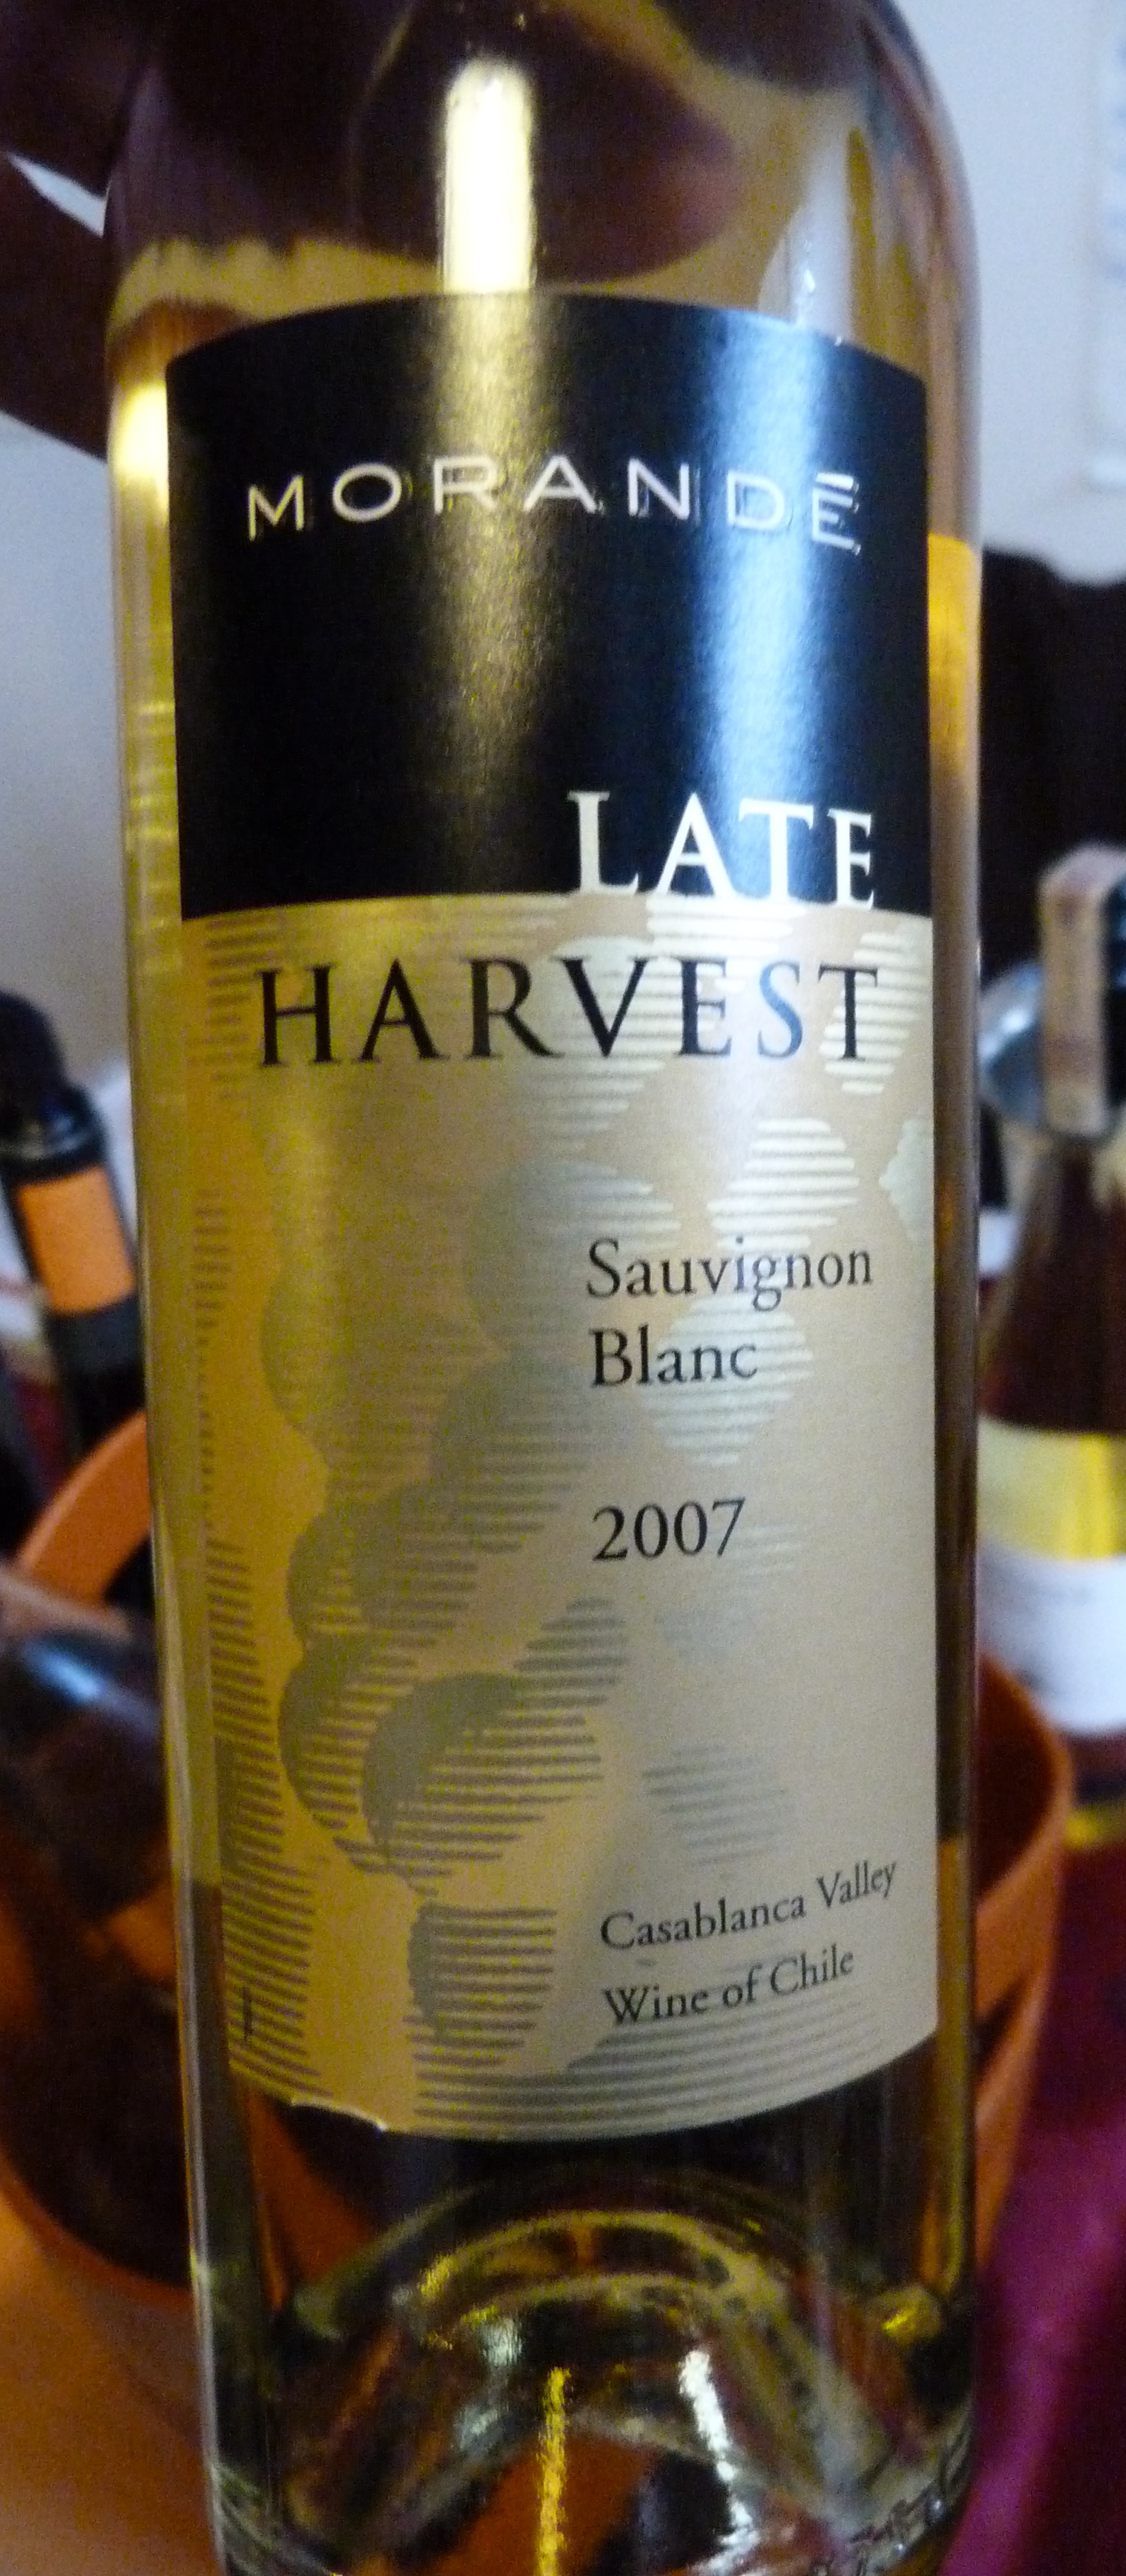 MORANDÉ
LATE
HARVEST
Sauvignon
Blanc
2007
Casablanca Valley
Wine of Chile